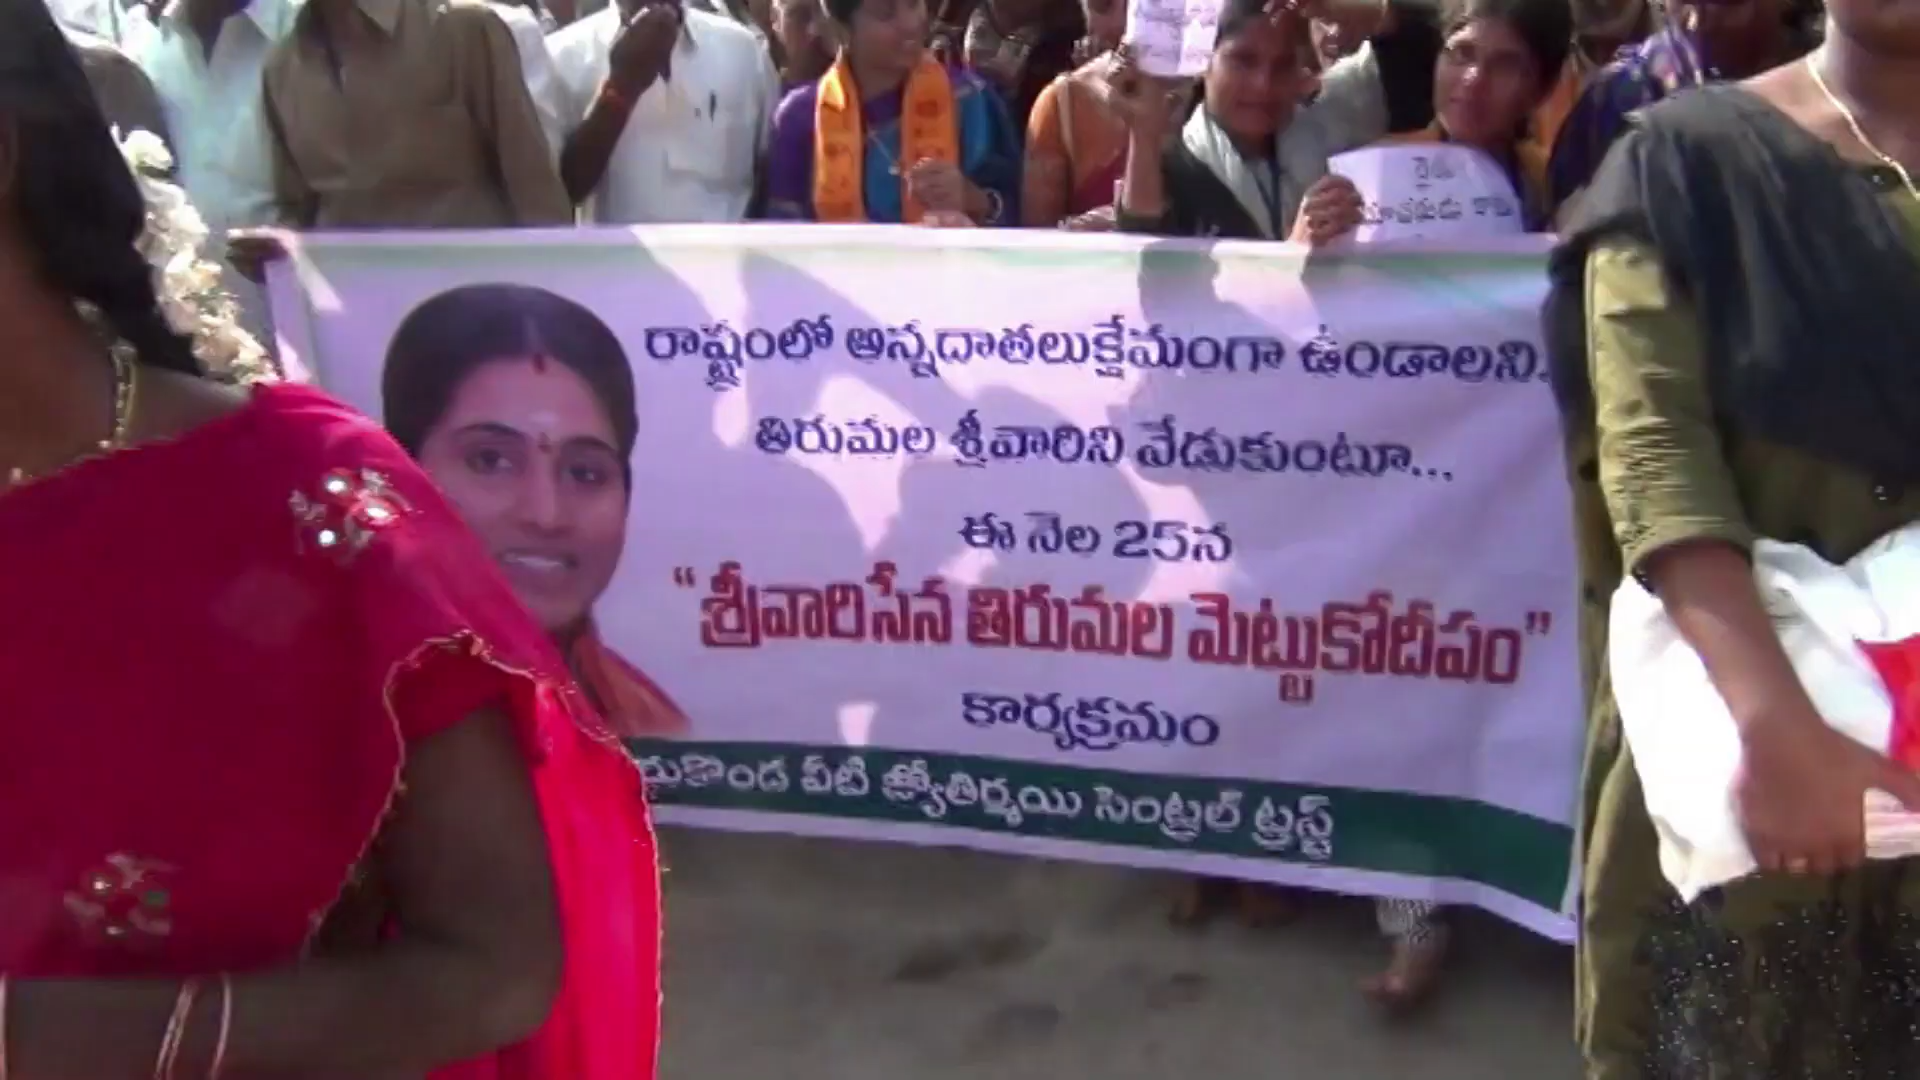 రైతు
రాష్ట్రంలో అన్నదాతలుక్షేమంగా ఉండాలని.
తిరుమల శ్రీవారిని వేడుకుంటూ...
ఈ నెల 25న
“శ్రీవారిసేన తిరుమల మెట్టుకోదీపం”
కార్యక్రమం
వీటి జ్యోతిర్మయి సెంట్రల్ ట్రస్ట్